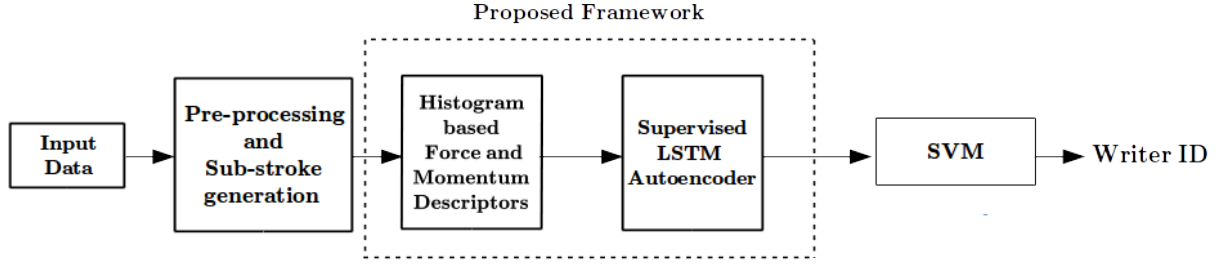 Proposed Framework
Input
Data
Pre-processing
and
Sub-stroke
generation
Histogram
based
Force and
Momentum
Descriptors
Supervised
LSTM
Autoencoder
SVM
Writer ID